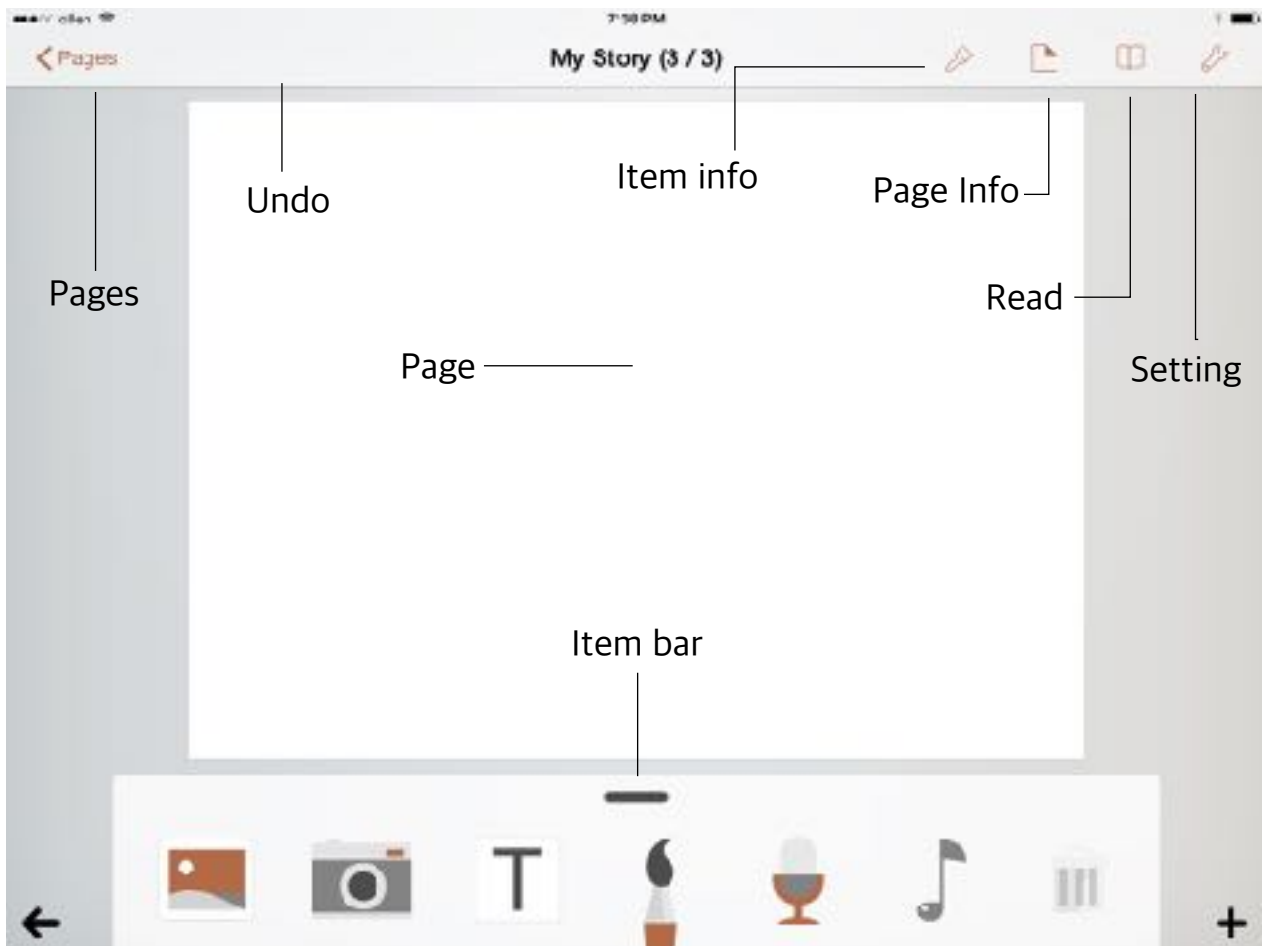 7:58 PM
Pages
My Story (3 / 3)
Item info
Page Info
Undo
Pages
Read
Page
Setting
Item bar
T